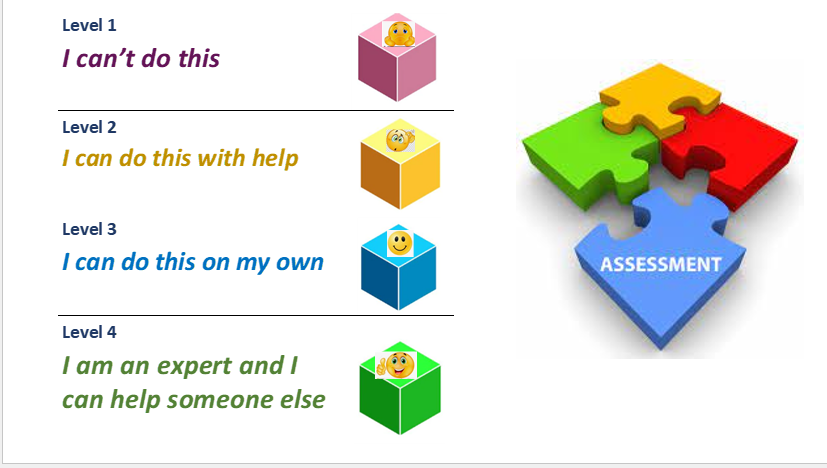 Level 1
I can’t do this
Level 2
I can do this with help
Level 3
I can do this on my own
Level 4
I am an expert and I
can help someone else
ASSESSMENT